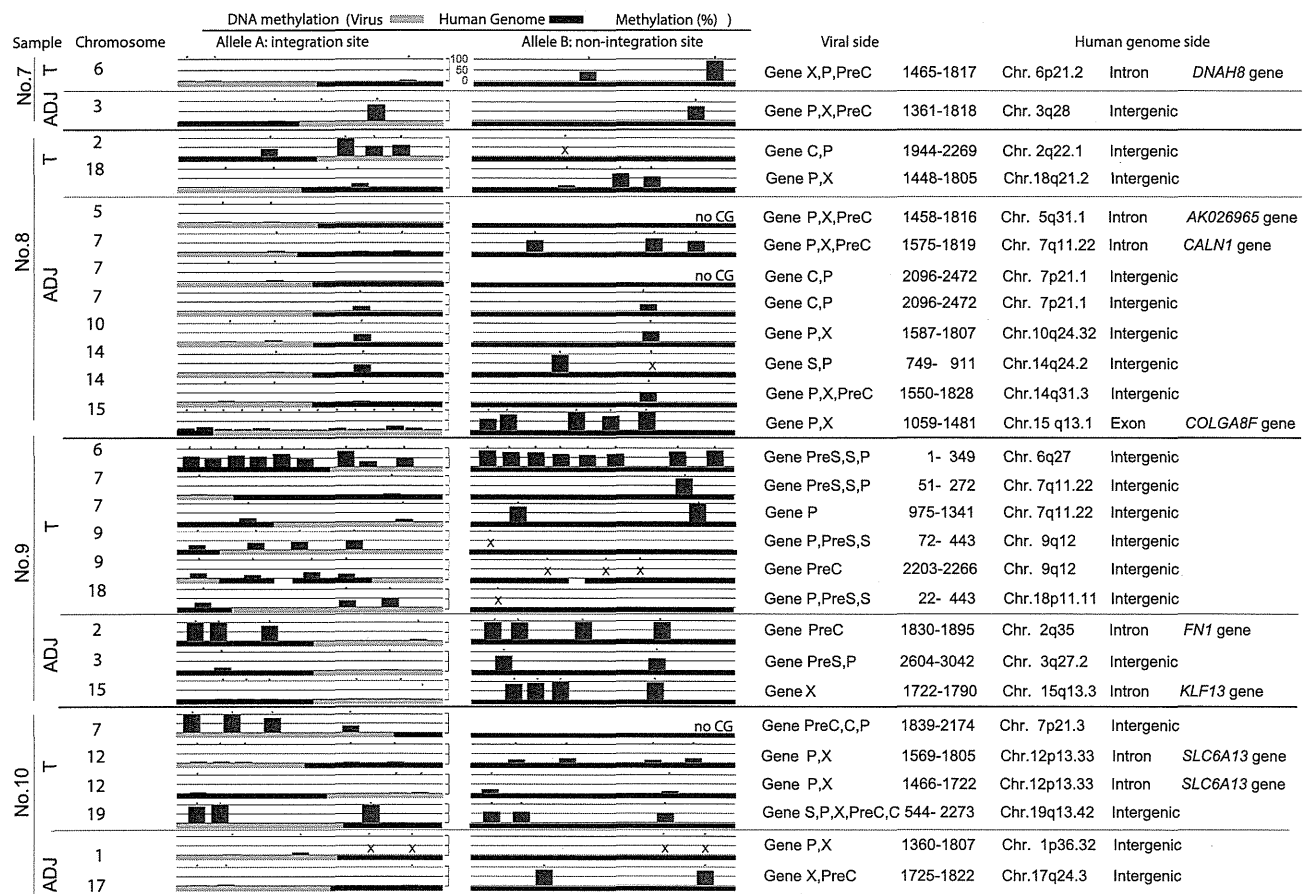 DNA methylation (Virus Human Genome Methylation (%) )
Sample Chromosome Allele A: integration site Allele B: non-integration site Viral side Human genome side
No.7
T
6 100 50 0 Gene X,P,PreC 1465-1817 Chr. 6p21.2 Intron DNAH8 gene
ADJ
3 Gene P,X,PreC 1361-1818 Chr. 3q28 Intergenic
No.8
T
2 X Gene C,P 1944-2269 Chr. 2q22.1 Intergenic
18 Gene P,X 1448-1805 Chr.18q21.2 Intergenic
ADJ
5 no CG Gene P,X,PreC 1458-1816 Chr. 5q31.1 Intron AK026965 gene
7 Gene P,X,PreC 1575-1819 Chr. 7q11.22 Intron CALN1 gene
7 no CG Gene C,P 2096-2472 Chr. 7p21.1 Intergenic
7 Gene C,P 2096-2472 Chr. 7p21.1 Intergenic
10 Gene P,X 1587-1807 Chr.10q24.32 Intergenic
14 X Gene S,P 749- 911 Chr.14q24.2 Intergenic
14 Gene P,X,PreC 1550-1828 Chr.14q31.3 Intergenic
15 Gene P,X 1059-1481 Chr.15 q13.1 Exon COLGA8F gene
No.9
T
6 Gene PreS,S,P 1- 349 Chr. 6q27 Intergenic
7 Gene PreS,S,P 51- 272 Chr. 7q11.22 Intergenic
7 Gene P 975-1341 Chr. 7q11.22 Intergenic
9 X Gene P,PreS,S 72- 443 Chr. 9q12 Intergenic
9 X X X Gene PreC 2203-2266 Chr. 9q12 Intergenic
18 X Gene P,PreS,S 22- 443 Chr.18p11.11 Intergenic
ADJ
2 Gene PreC 1830-1895 Chr. 2q35 Intron FN1 gene
3 Gene PreS,P 2604-3042 Chr. 3q27.2 Intergenic
15 Gene X 1722-1790 Chr. 15q13.3 Intron KLF13 gene
No.10
T
7 no CG Gene PreC,C,P 1839-2174 Chr. 7p21.3 Intergenic
12 Gene P,X 1569-1805 Chr.12p13.33 Intron SLC6A13 gene
12 Gene P,X 1466-1722 Chr.12p13.33 Intron SLC6A13 gene
19 Gene S,P,X,PreC,C 544- 2273 Chr.19q13.42 Intergenic
ADJ
1 X X X X Gene P,X 1360-1807 Chr. 1p36.32 Intergenic
17 Gene X,PreC 1725-1822 Chr.17q24.3 Intergenic